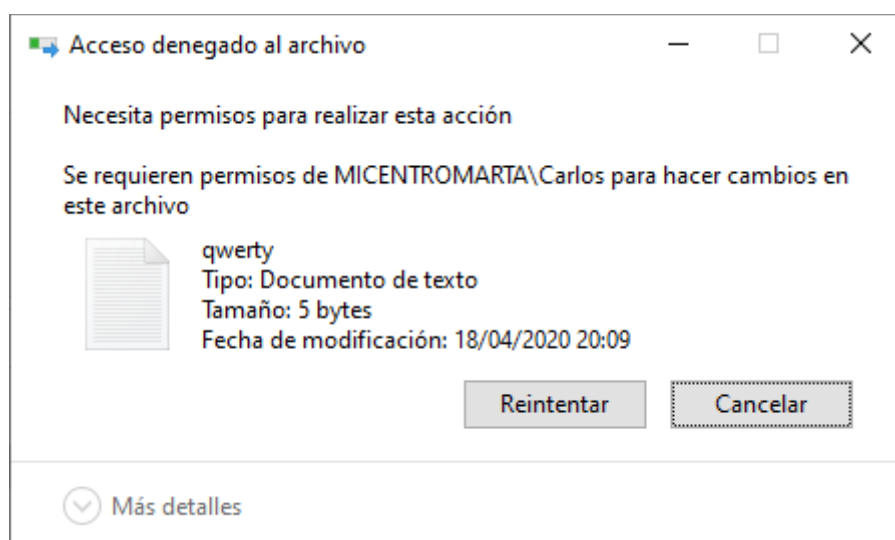 Acceso denegado al archivo
Necesita permisos para realizar esta acción
Se requieren permisos de MICENTROMARTA\Carlos para hacer cambios en
este archivo
qwerty
Tipo: Documento de texto
Tamaño: 5 bytes
Fecha de modificación: 18/04/2020 20:09
Reintentar
Cancelar
Más detalles